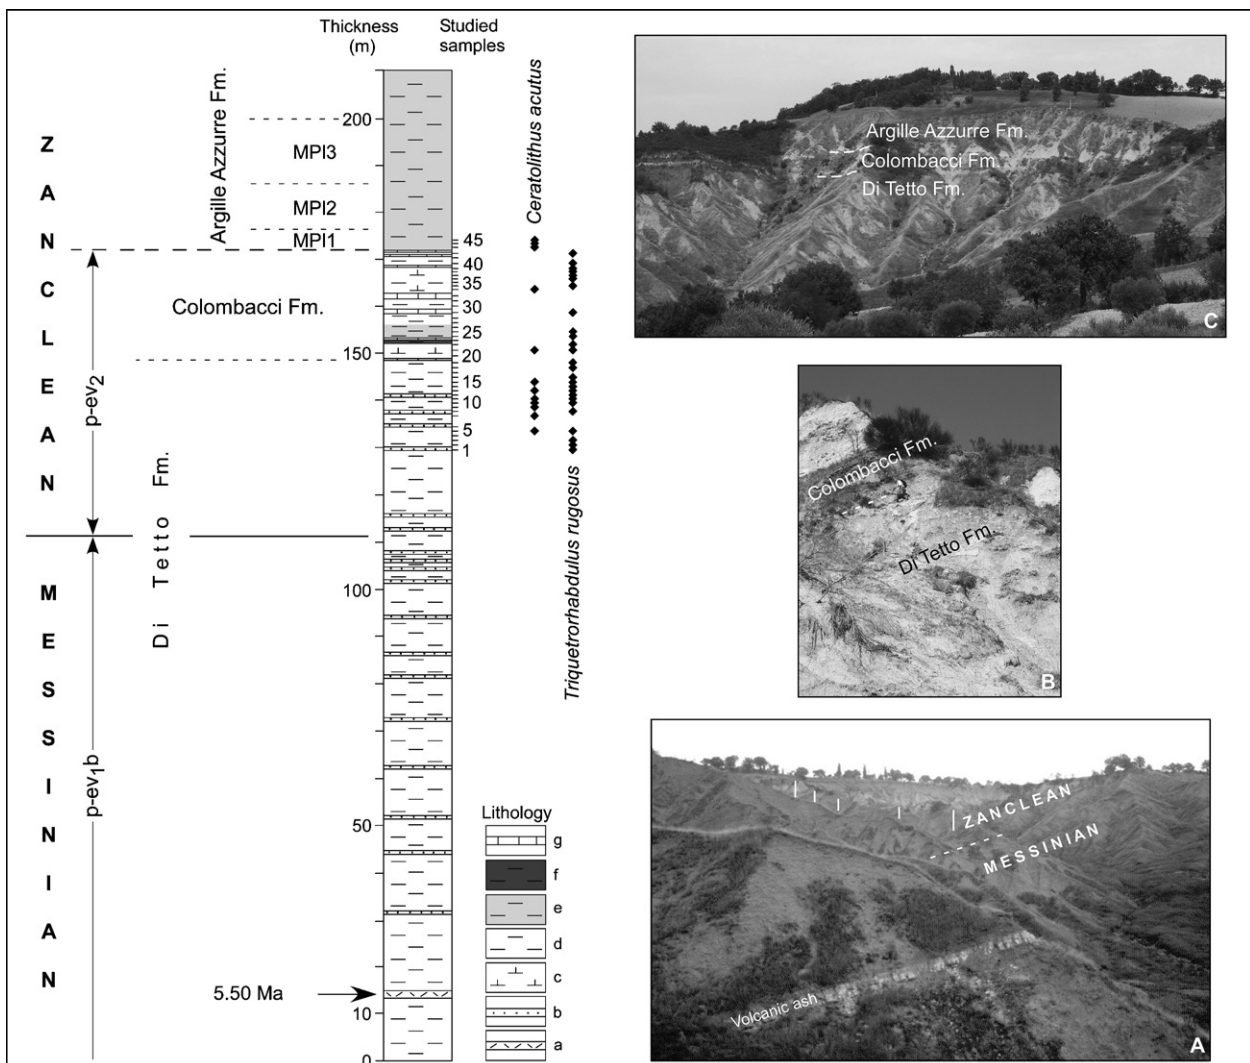 Thickness
(m)
Studied
samples
Ceratolithus acutus
Triquetrorhabdulus rugosus
ZANCLEAN
MESSINIAN
p-ev2
p-ev1b
Argille Azzurre Fm.
MPl3
MPl2
MPl1
Colombacci Fm.
Di Tetto Fm.
200
150
100
50
10
0
45
40
35
30
25
20
15
10
5
1
5.50 Ma
Lithology
g
f
e
d
c
b
a
Argille Azzurre Fm.
Colombacci Fm.
Di Tetto Fm.
C
Colombacci Fm.
Di Tetto Fm.
B
ZANCLEAN
MESSINIAN
Volcanic ash
A